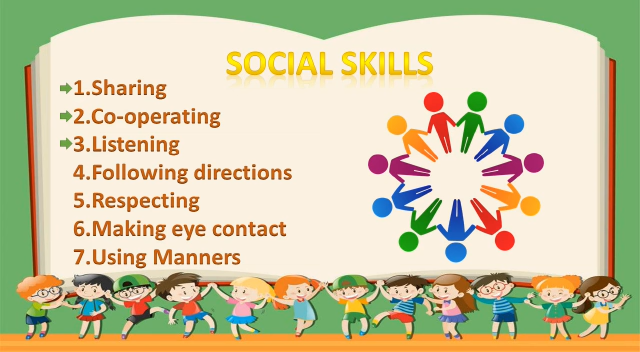 SOCIAL SKILLS
1.Sharing
2.Co-operating
3.Listening
4.Following directions
5.Respecting
6.Making eye contact
7.Using Manners